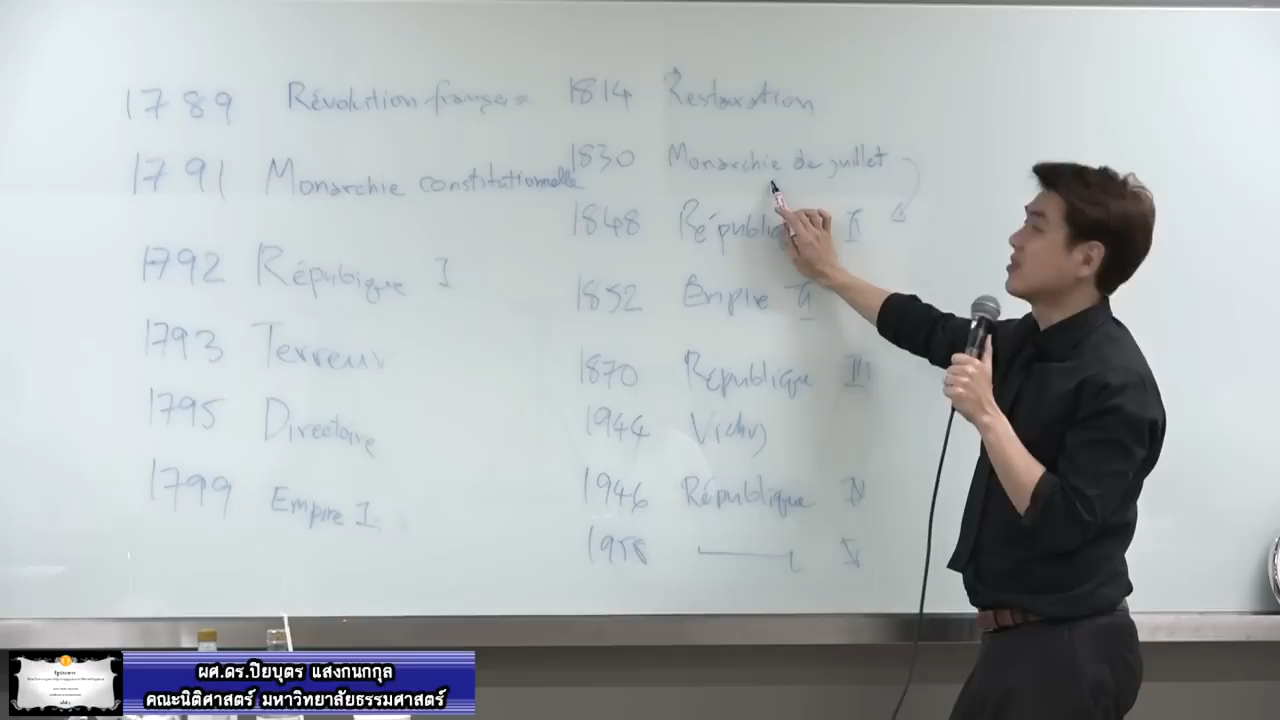 1789 Révolution française
1791 Monarchie constitutionnelle
1792 Répubique I
1793 Terreur
1795 Directoire
1799 Empire I
1814 Restauration
1830 Monarchie de juillet
1848 République II
1852 Empire II
1870 République III
1944 Vichy
1946 République IV
1958 V
ผศ.ดร.ปิยบุตร แสงกนกกุล
คณะนิติศาสตร์ มหาวิทยาลัยธรรมศาสตร์